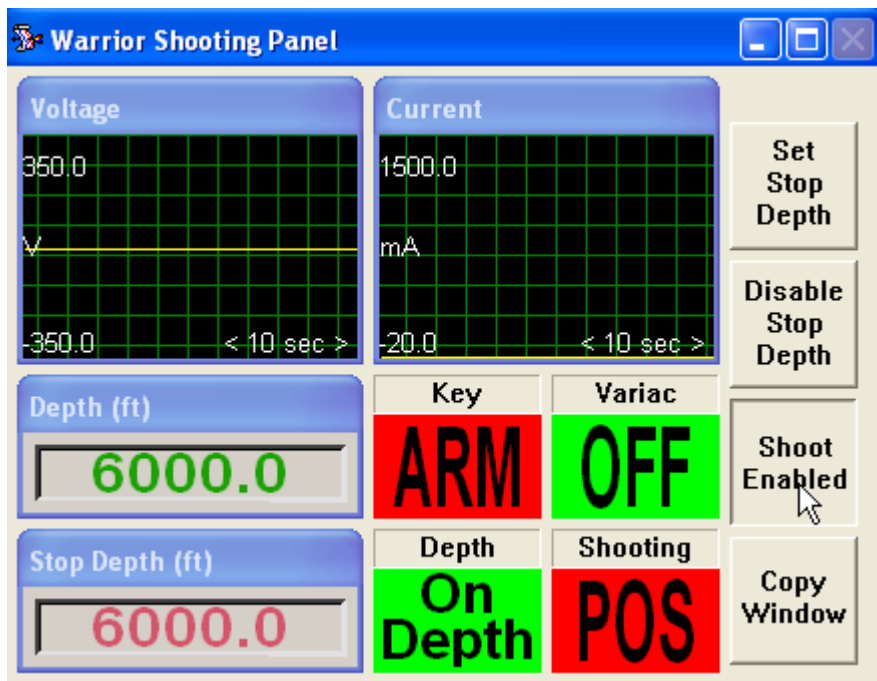 Warrior Shooting Panel
Voltage
350.0
V
-350.0
< 10 sec >
Current
1500.0
mA
-20.0
< 10 sec >
Set
Stop
Depth
Disable
Stop
Depth
Depth (ft)
6000.0
Key
ARM
Variac
OFF
Shoot
Enabled
Stop Depth (ft)
6000.0
Depth
On
Depth
Shooting
POS
Copy
Window